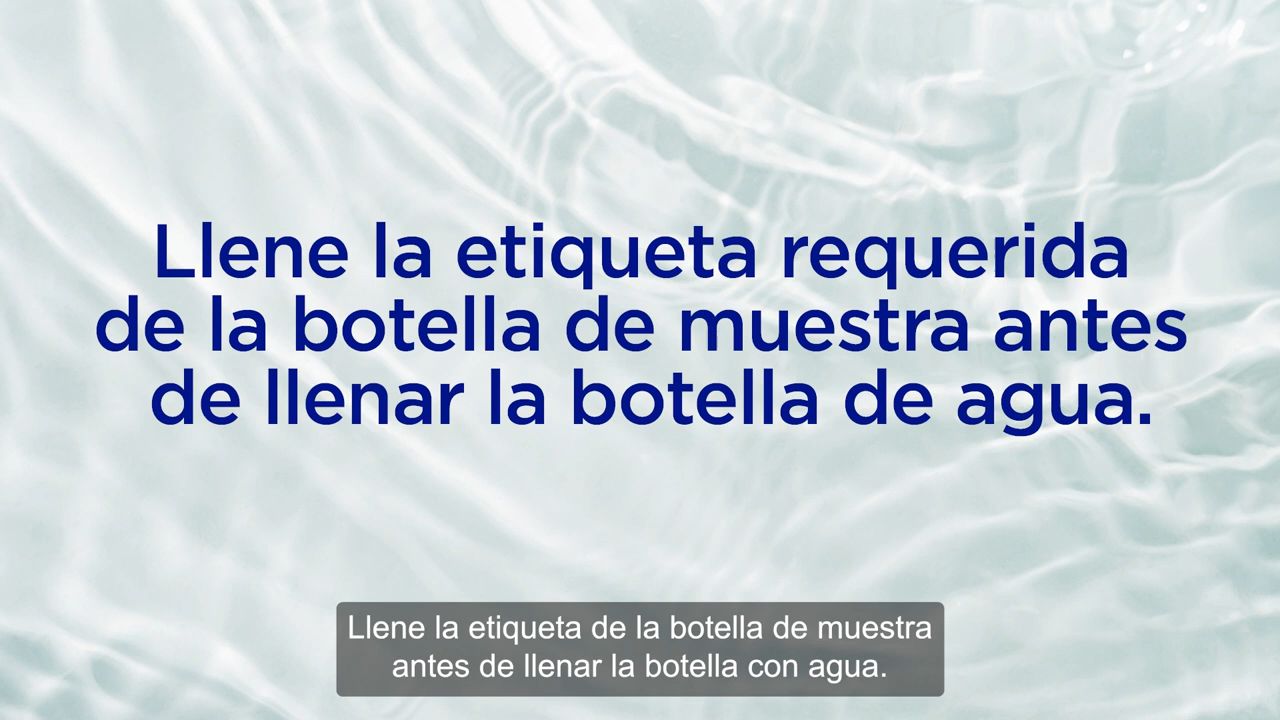 Llene la etiqueta requerida
de la botella de muestra antes
de llenar la botella de agua.
Llene la etiqueta de la botella de muestra
antes de llenar la botella con agua.